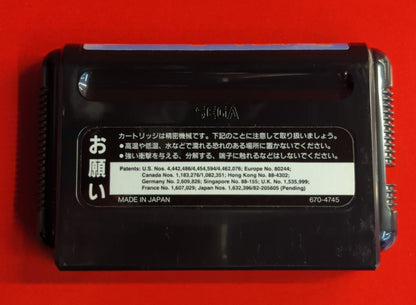 SEGA
お願い
カートリッジは精密機械です。下記のことに注意して取り扱いましょう。
●高温や低温、水などで濡れる恐れのある場所に置かないでください。
●強い衝撃を与える、分解する、端子に触れるなどはしないでください。
Patents: U.S. Nos. 4,442,486/4,454,594/4,462,076; Europe No. 80244;
Canada Nos. 1,183,276/1,082,351; Hong Kong No. 88-4302;
Germany No. 2,609,826; Singapore No. 88-155; U.K. No. 1,535,999;
France No. 1,607,029; Japan Nos. 1,632,396/82-205605 (Pending)
MADE IN JAPAN
670-4745